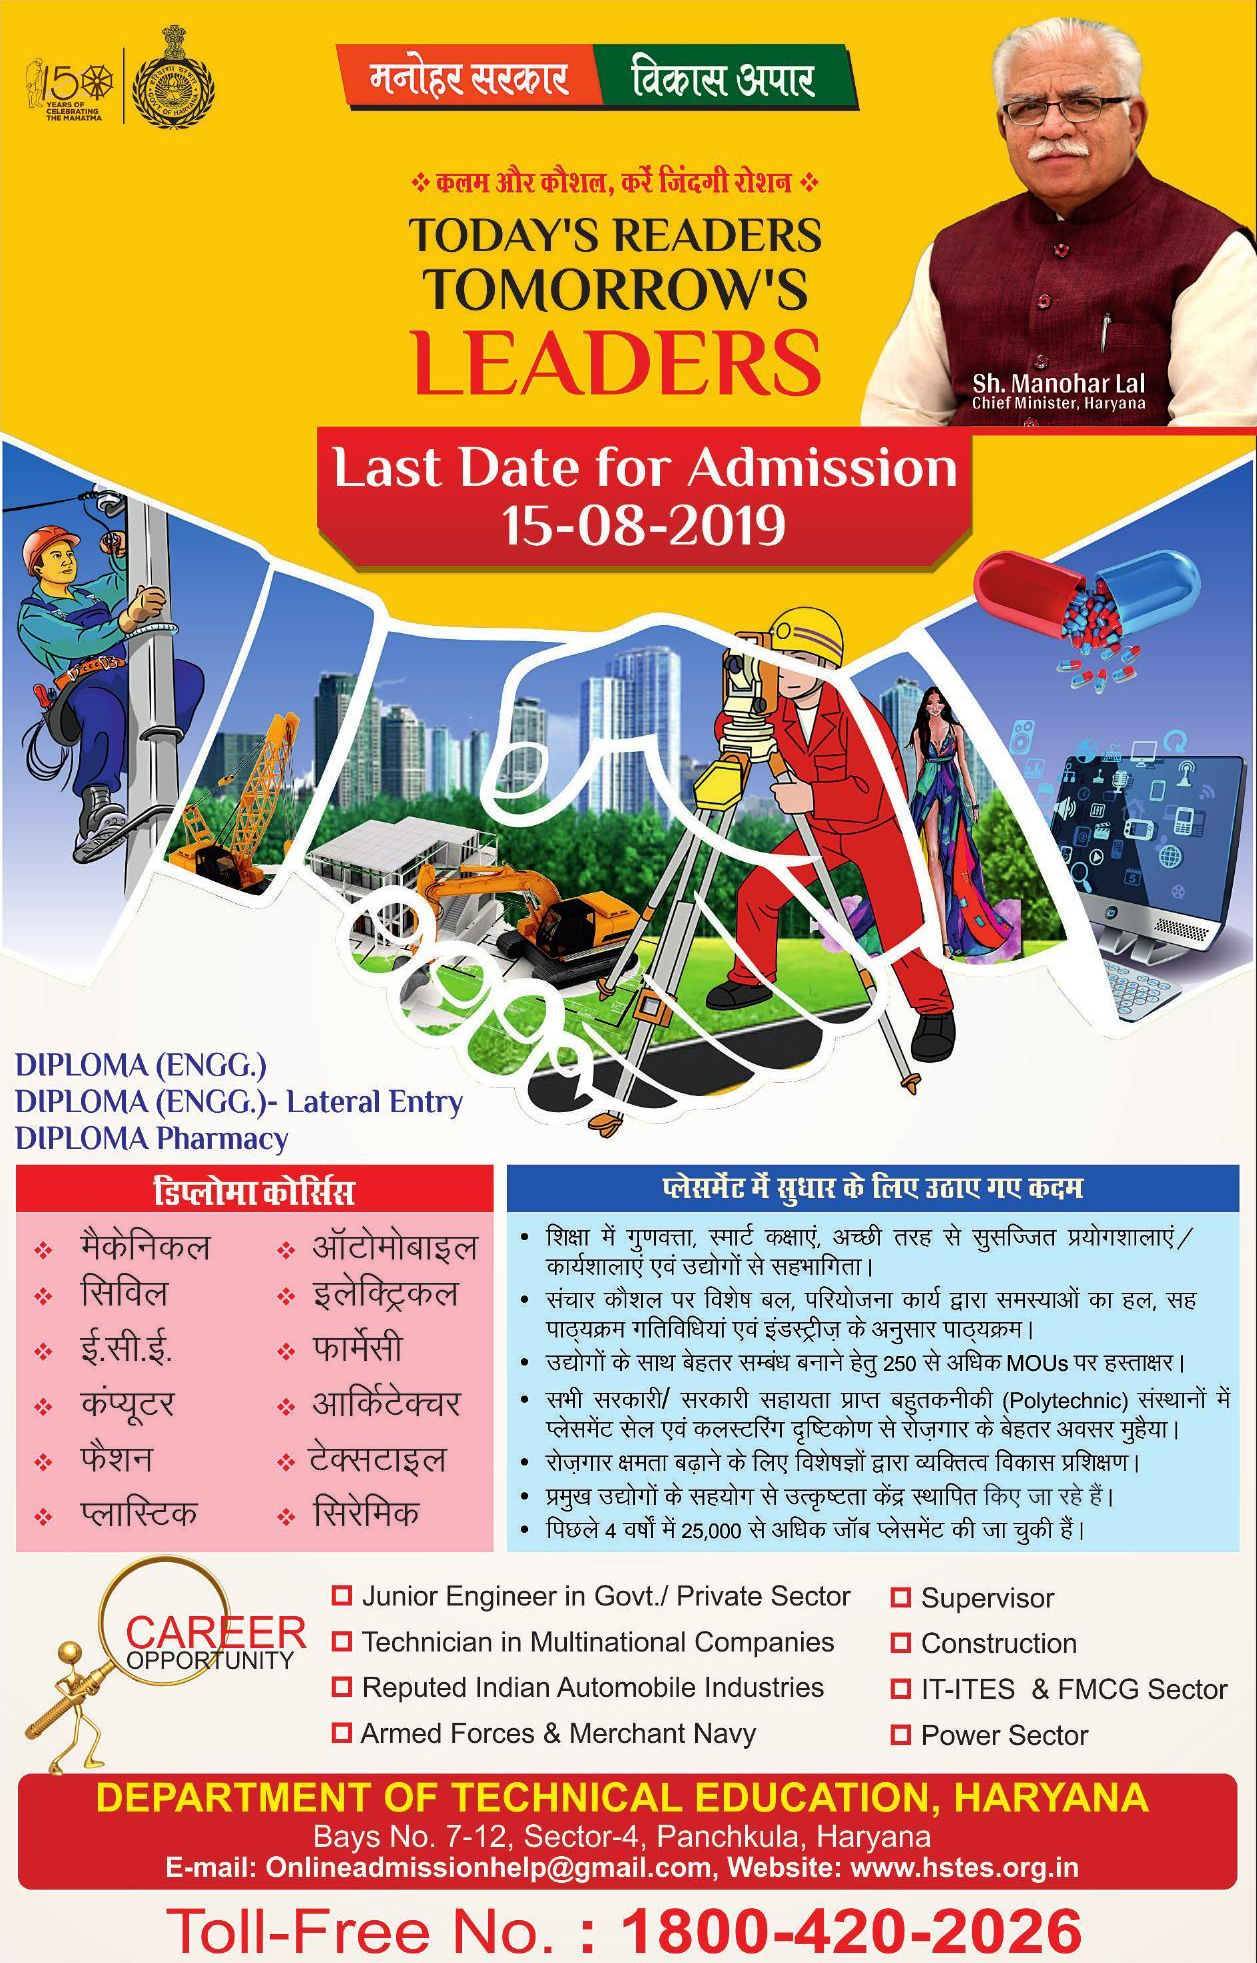 150
YEARS OF
CELEBRATING
THE MAHATMA
मनोहर सरकार विकास अपार
कलम और कौशल, करें जिंदगी रोशन
TODAY'S READERS
TOMORROW'S
LEADERS
Sh. Manohar Lal
Chief Minister, Haryana
Last Date for Admission
15-08-2019
DIPLOMA (ENGG.)
DIPLOMA (ENGG.)- Lateral Entry
DIPLOMA Pharmacy
डिप्लोमा कोर्सिस
मैकेनिकल
ऑटोमोबाइल
सिविल
इलेक्ट्रिकल
ई.सी.ई.
फार्मेसी
कंप्यूटर
आर्किटेक्चर
फैशन
टेक्सटाइल
प्लास्टिक
सिरेमिक
प्लेसमेंट में सुधार के लिए उठाए गए कदम
• शिक्षा में गुणवत्ता, स्मार्ट कक्षाएं, अच्छी तरह से सुसज्जित प्रयोगशालाएं/
कार्यशालाएं एवं उद्योगों से सहभागिता।
• संचार कौशल पर विशेष बल, परियोजना कार्य द्वारा समस्याओं का हल, सह
पाठ्यक्रम गतिविधियां एवं इंडस्ट्रीज़ के अनुसार पाठ्यक्रम।
• उद्योगों के साथ बेहतर सम्बंध बनाने हेतु 250 से अधिक MOUs पर हस्ताक्षर।
• सभी सरकारी/ सरकारी सहायता प्राप्त बहुतकनीकी (Polytechnic) संस्थानों में
प्लेसमेंट सेल एवं कलस्टरिंग दृष्टिकोण से रोज़गार के बेहतर अवसर मुहैया।
• रोज़गार क्षमता बढ़ाने के लिए विशेषज्ञों द्वारा व्यक्तित्व विकास प्रशिक्षण।
• प्रमुख उद्योगों के सहयोग से उत्कृष्टता केंद्र स्थापित किए जा रहे हैं।
• पिछले 4 वर्षों में 25,000 से अधिक जॉब प्लेसमेंट की जा चुकी हैं।
CAREER
OPPORTUNITY
Junior Engineer in Govt./ Private Sector
Technician in Multinational Companies
Reputed Indian Automobile Industries
Armed Forces & Merchant Navy
Supervisor
Construction
IT-ITES & FMCG Sector
Power Sector
DEPARTMENT OF TECHNICAL EDUCATION, HARYANA
Bays No. 7-12, Sector-4, Panchkula, Haryana
E-mail: Onlineadmissionhelp@gmail.com, Website: www.hstes.org.in
Toll-Free No. : 1800-420-2026